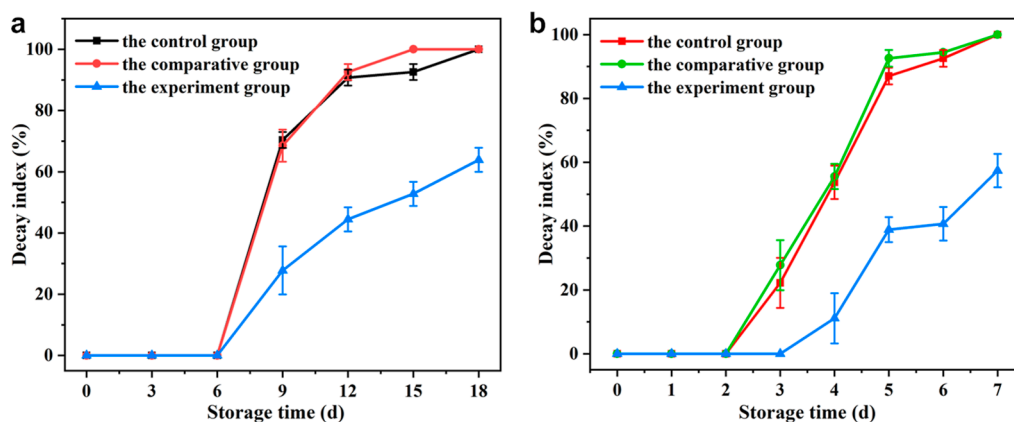 a
the control group
the comparative group
the experiment group
Decay index (%)
100
80
60
40
20
0
0 3 6 9 12 15 18
Storage time (d)
b
the control group
the comparative group
the experiment group
Decay index (%)
100
80
60
40
20
0
0 1 2 3 4 5 6 7
Storage time (d)